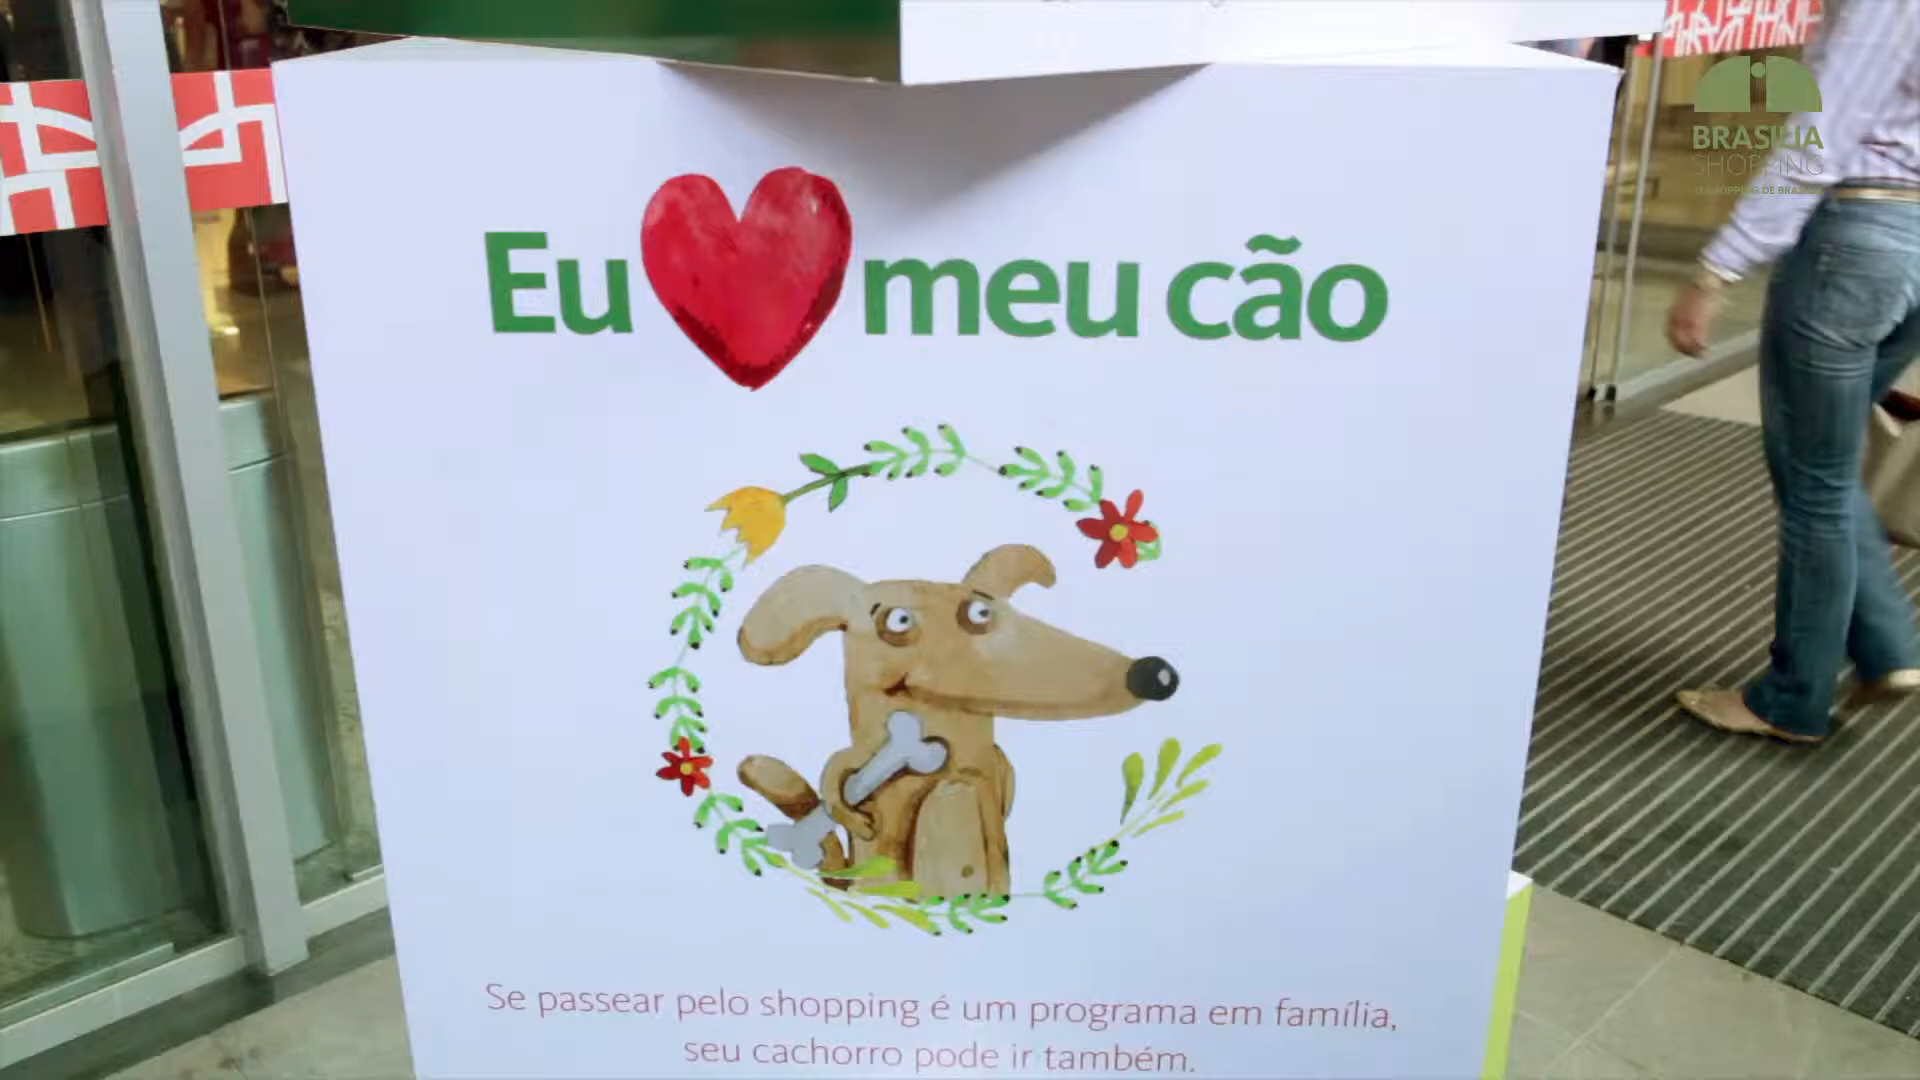 Eu meu cão
Se passear pelo shopping é um programa em família,
seu cachorro pode ir também.
BRASÍLIA
SHOPPING